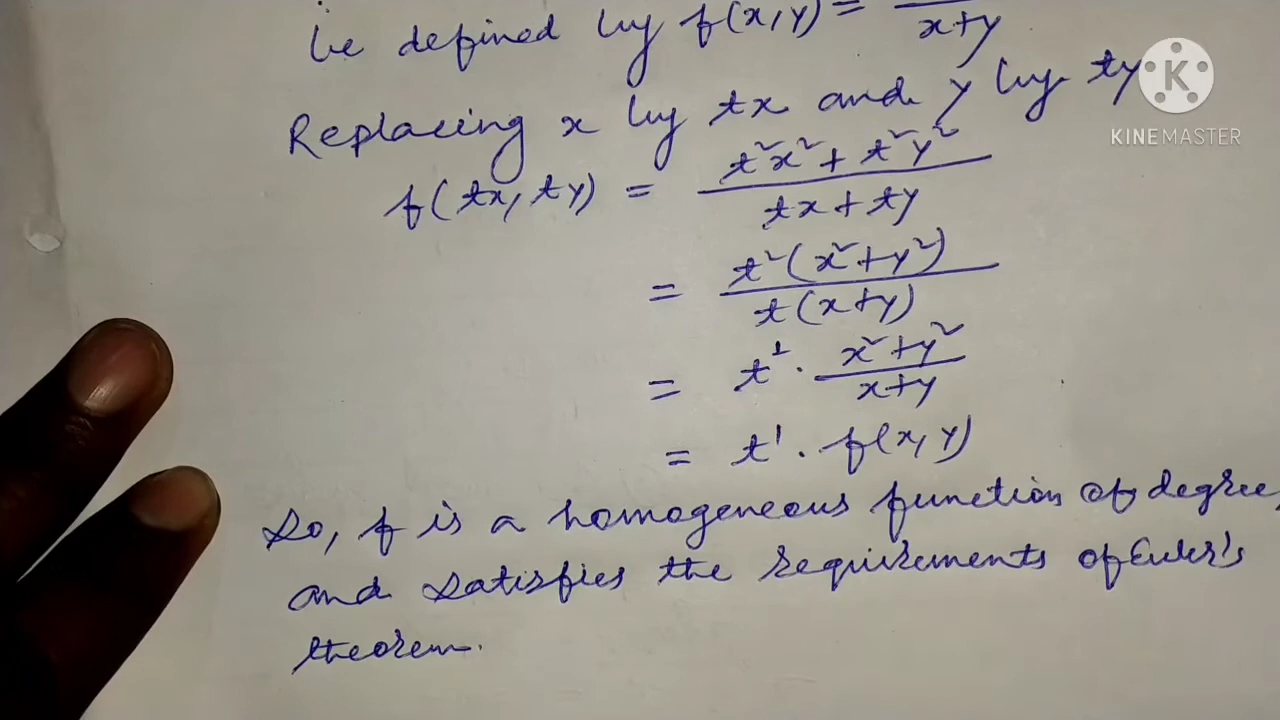 be defined by f(x,y) =
x+y
Replacing x by tx and y by ty
f(tx, ty) = t²x² + t²y² / tx + ty
= t²(x²+y²) / t(x+y)
= t¹ · x²+y² / x+y
= t¹ · f(x,y)
So, f is a homogeneous function of degree
and satisfies the requirements of Euler's
theorem.
K
KINEMASTER